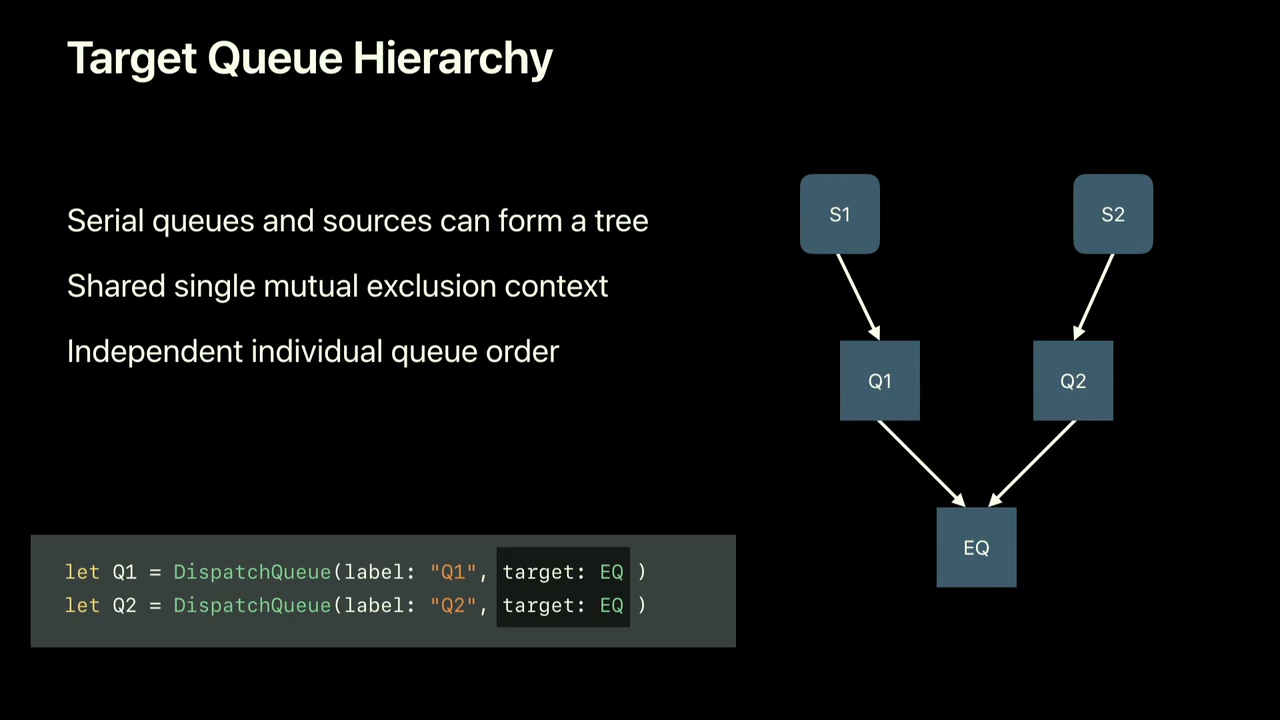 Target Queue Hierarchy
Serial queues and sources can form a tree
Shared single mutual exclusion context
Independent individual queue order
S1
S2
Q1
Q2
EQ
let Q1 = DispatchQueue(label: "Q1", target: EQ )
let Q2 = DispatchQueue(label: "Q2", target: EQ )